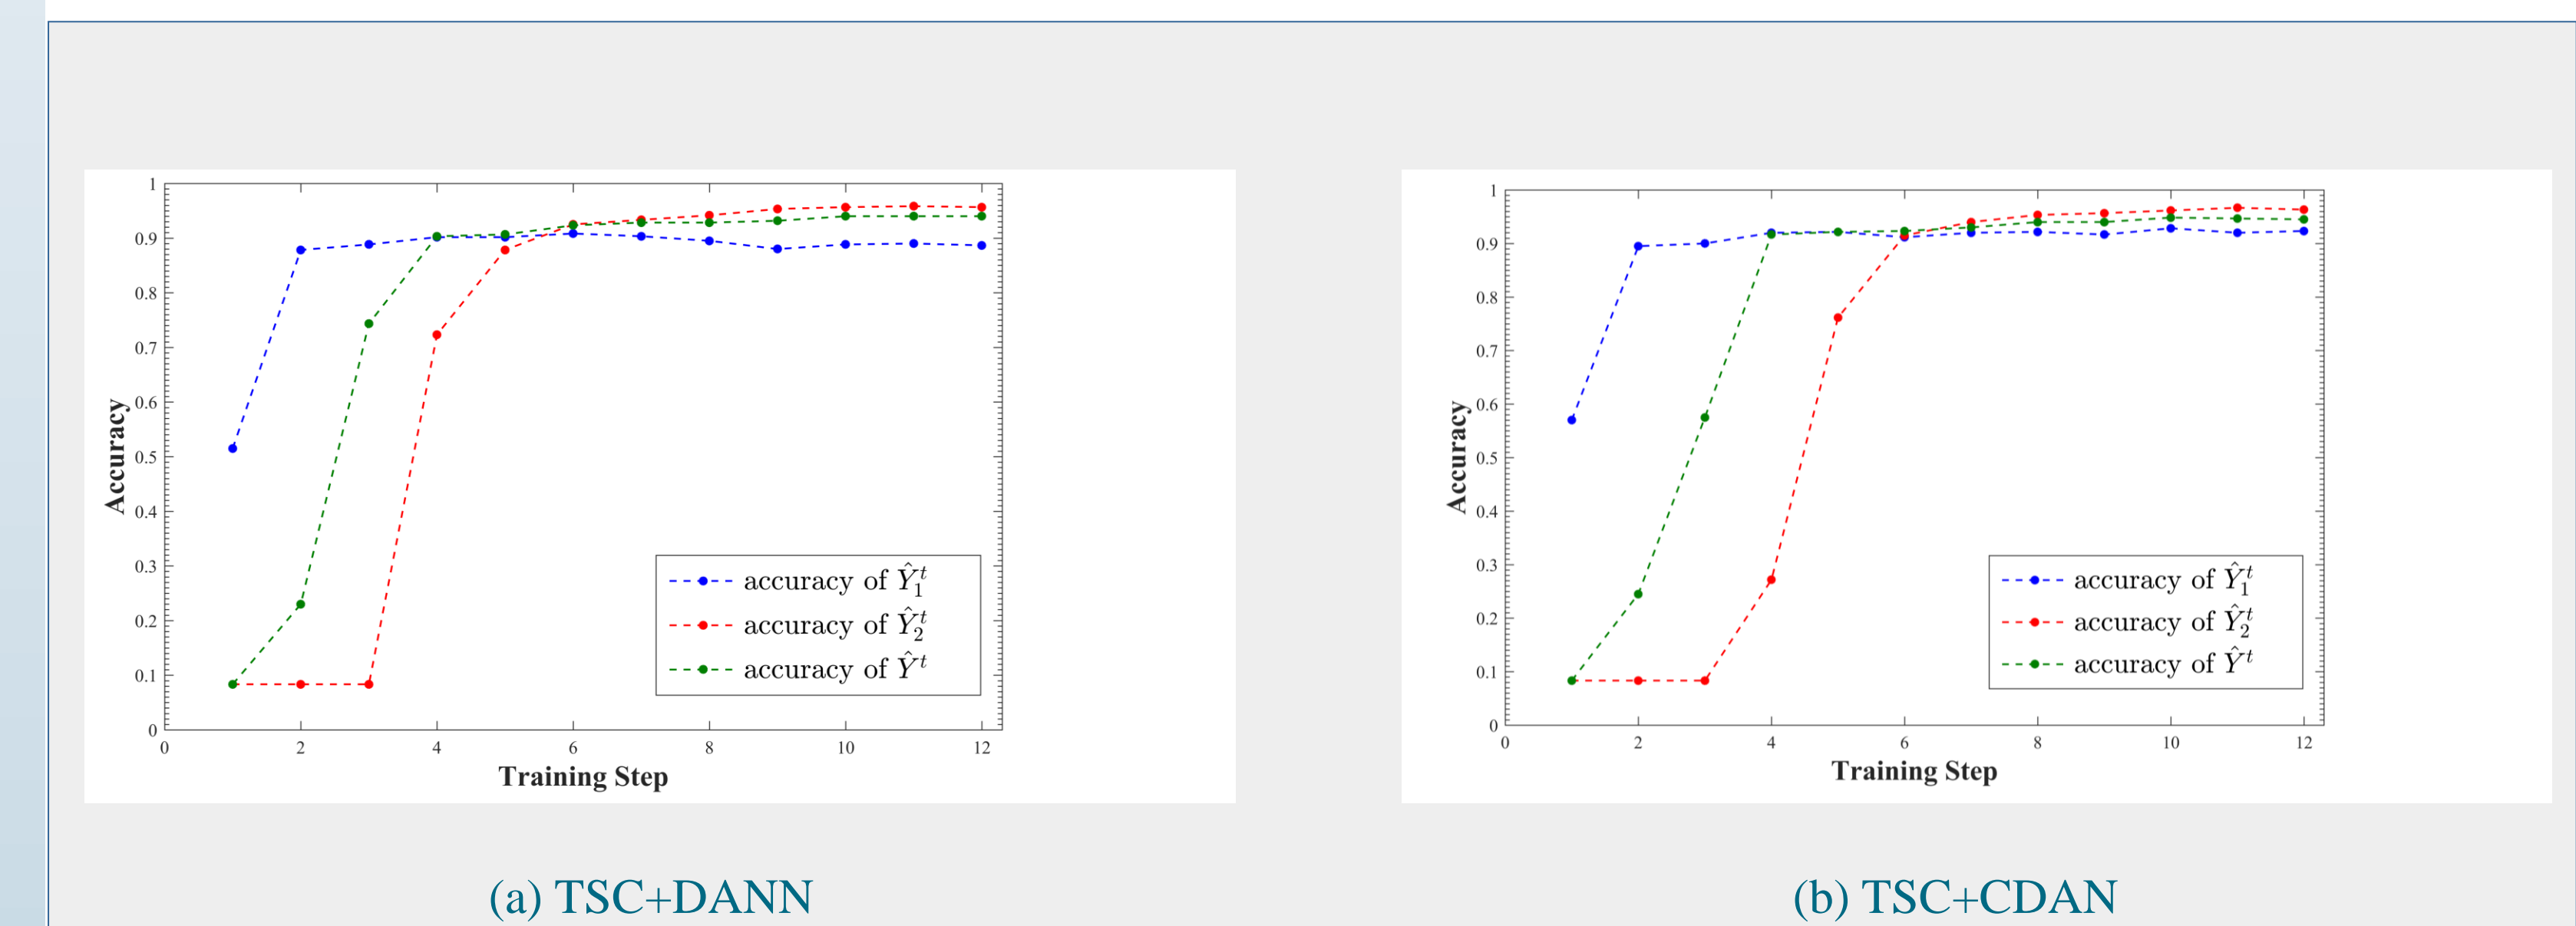 1
0.9
0.8
0.7
0.6
0.5
0.4
0.3
0.2
0.1
0
Accuracy
0 2 4 6 8 10 12
Training Step
accuracy of Ŷ₁ᵗ
accuracy of Ŷ₂ᵗ
accuracy of Ŷᵗ
(a) TSC+DANN
1
0.9
0.8
0.7
0.6
0.5
0.4
0.3
0.2
0.1
0
Accuracy
0 2 4 6 8 10 12
Training Step
accuracy of Ŷ₁ᵗ
accuracy of Ŷ₂ᵗ
accuracy of Ŷᵗ
(b) TSC+CDAN